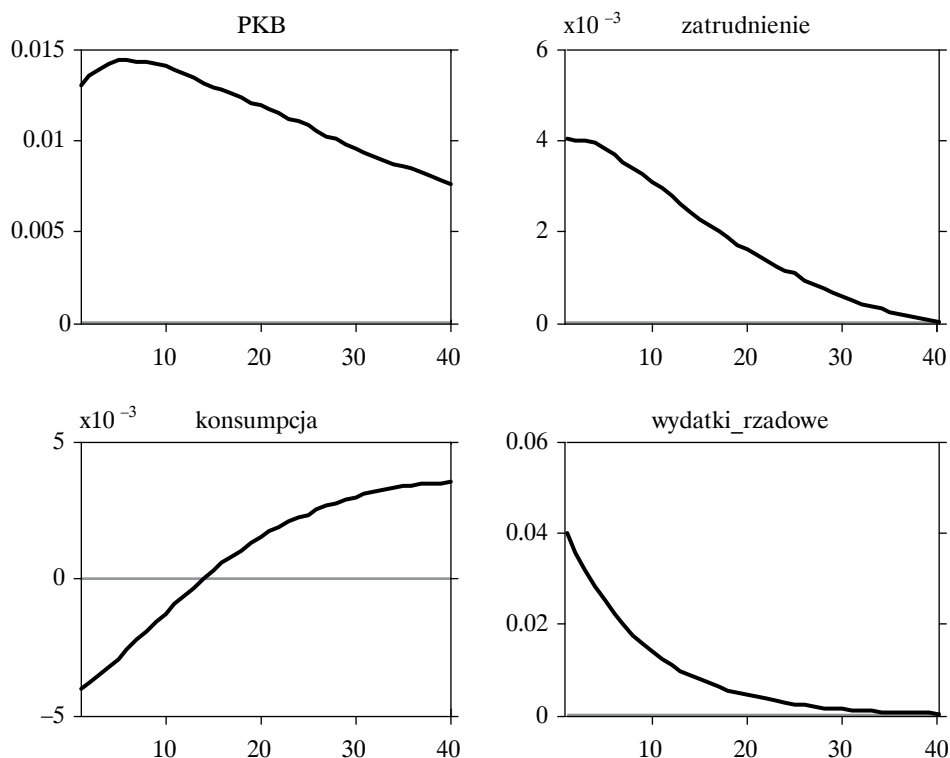 PKB
0.015
0.01
0.005
0
10 20 30 40
x10 −3 zatrudnienie
6
4
2
0
10 20 30 40
x10 −3 konsumpcja
5
0
−5
10 20 30 40
wydatki_rzadowe
0.06
0.04
0.02
0
10 20 30 40